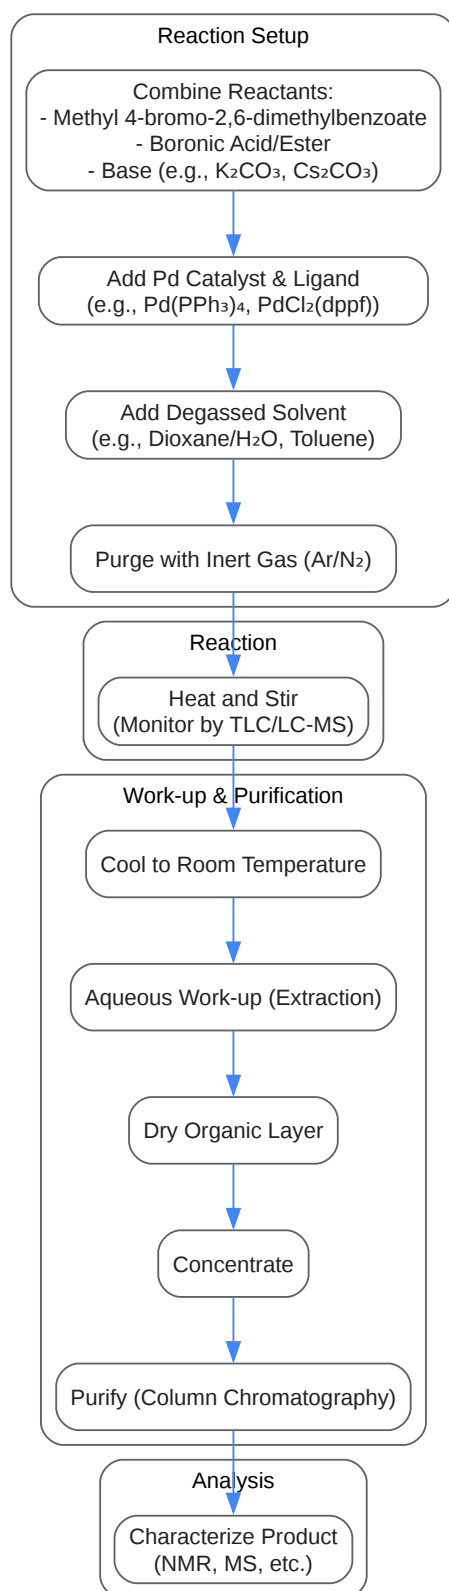 Reaction Setup
Combine Reactants:
- Methyl 4-bromo-2,6-dimethylbenzoate
- Boronic Acid/Ester
- Base (e.g., K₂CO₃, Cs₂CO₃)
Add Pd Catalyst & Ligand
(e.g., Pd(PPh₃)₄, PdCl₂(dppf))
Add Degassed Solvent
(e.g., Dioxane/H₂O, Toluene)
Purge with Inert Gas (Ar/N₂)
Reaction
Heat and Stir
(Monitor by TLC/LC-MS)
Work-up & Purification
Cool to Room Temperature
Aqueous Work-up (Extraction)
Dry Organic Layer
Concentrate
Purify (Column Chromatography)
Analysis
Characterize Product
(NMR, MS, etc.)